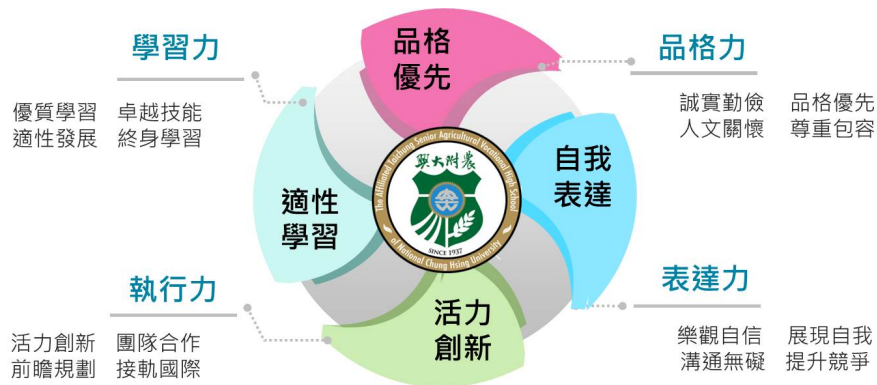 學習力
優質學習 卓越技能
適性發展 終身學習
品格
優先
品格力
誠實勤儉 品格優先
人文關懷 尊重包容
適性
學習
The Affiliated Taichung Senior Agricultural Vocational High School
興大附農
SINCE 1937
of National Chung Hsing University
自我
表達
執行力
活力創新 團隊合作
前瞻規劃 接軌國際
活力
創新
表達力
樂觀自信 展現自我
溝通無礙 提升競爭